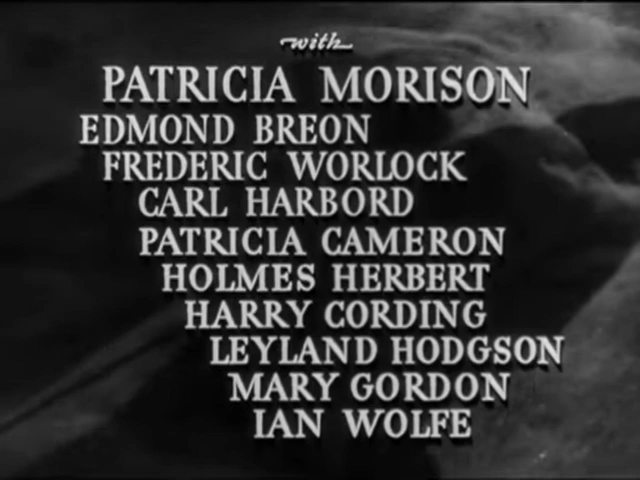 with
PATRICIA MORISON
EDMOND BREON
FREDERIC WORLOCK
CARL HARBORD
PATRICIA CAMERON
HOLMES HERBERT
HARRY CORDING
LEYLAND HODGSON
MARY GORDON
IAN WOLFE